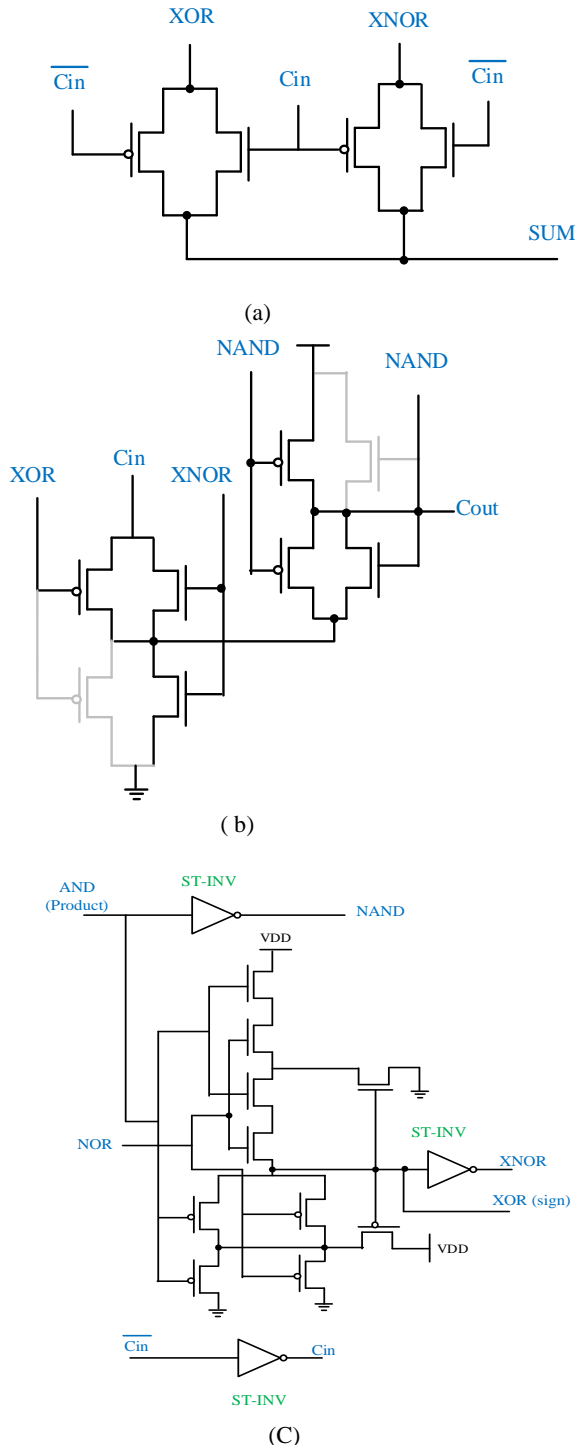 XOR
XNOR
Cin
Cin
Cin
SUM
(a)
NAND
NAND
Cin
XOR
XNOR
Cout
( b)
ST-INV
AND
(Product)
NAND
VDD
NOR
ST-INV
XNOR
XOR (sign)
VDD
Cin
Cin
ST-INV
(C)